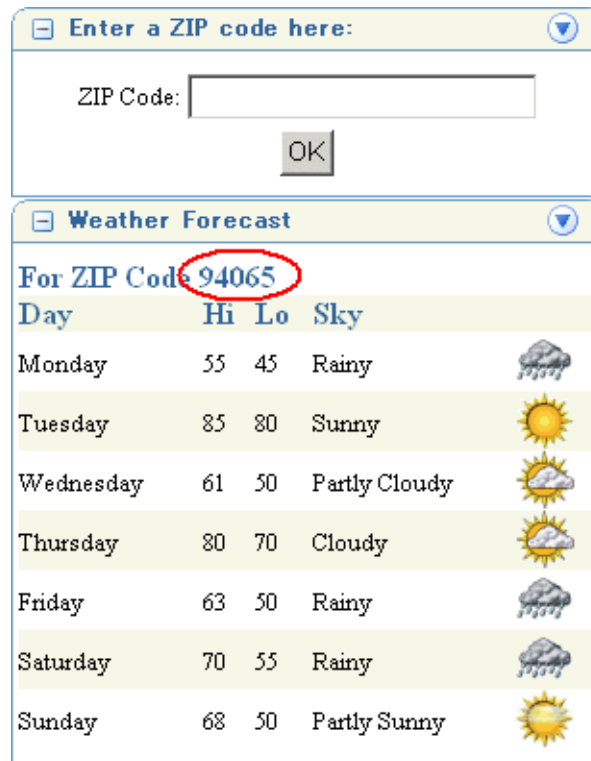 Enter a ZIP code here:
ZIP Code:
OK
Weather Forecast
For ZIP Code 94065
Day Hi Lo Sky
Monday 55 45 Rainy
Tuesday 85 80 Sunny
Wednesday 61 50 Partly Cloudy
Thursday 80 70 Cloudy
Friday 63 50 Rainy
Saturday 70 55 Rainy
Sunday 68 50 Partly Sunny